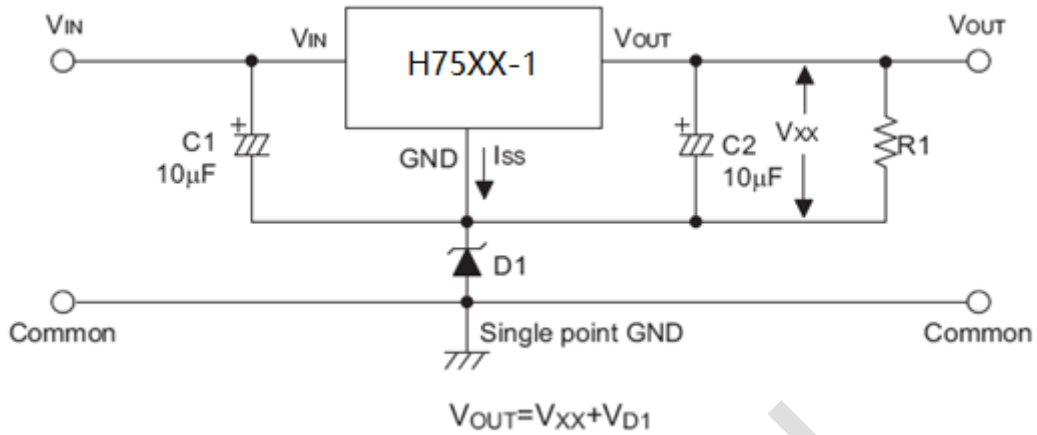 VIN
VIN
H75XX-1
VOUT
VOUT
+
C1
10μF
GND
ISS
+
C2
10μF
VXX
R1
D1
Common
Single point GND
Common
VOUT=VXX+VD1